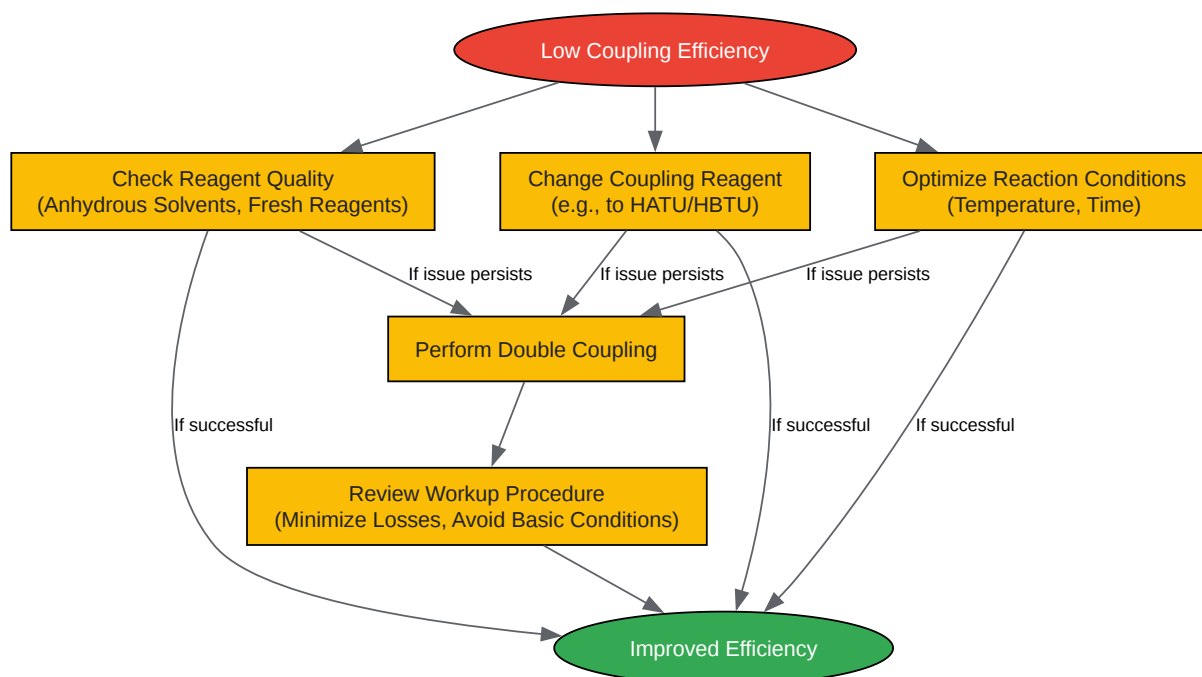 Low Coupling Efficiency
Check Reagent Quality
(Anhydrous Solvents, Fresh Reagents)
Change Coupling Reagent
(e.g., to HATU/HBTU)
Optimize Reaction Conditions
(Temperature, Time)
If issue persists
If issue persists
If issue persists
Perform Double Coupling
If successful
If successful
If successful
Review Workup Procedure
(Minimize Losses, Avoid Basic Conditions)
Improved Efficiency